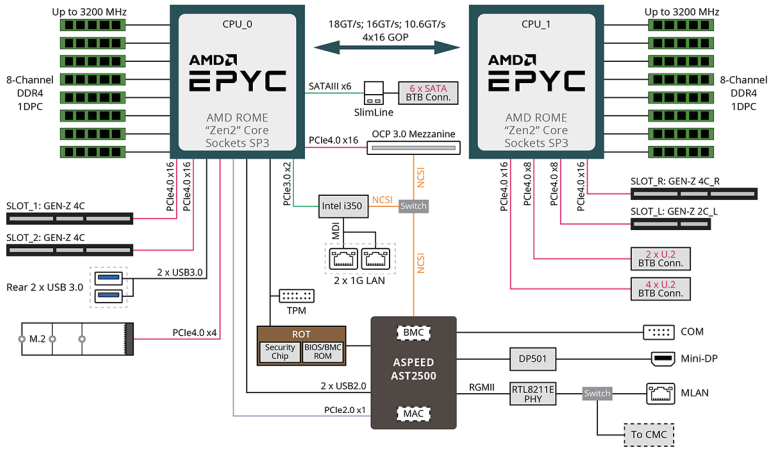 Up to 3200 MHz
CPU_0
18GT/s; 16GT/s; 10.6GT/s
4x16 GOP
CPU_1
Up to 3200 MHz
8-Channel
DDR4
1DPC
AMD
EPYC
AMD ROME
"Zen2" Core
Sockets SP3
SATAIII x6
SlimLine
6 x SATA
BTB Conn.
AMD
EPYC
AMD ROME
"Zen2" Core
Sockets SP3
8-Channel
DDR4
1DPC
PCIe4.0 x16
OCP 3.0 Mezzanine
PCIe4.0 x16
PCIe4.0 x16
PCIe3.0 x2
NCSI
PCIe4.0 x16
PCIe4.0 x8
PCIe4.0 x8
PCIe4.0 x16
SLOT_R: GEN-Z 4C_R
SLOT_1: GEN-Z 4C
Intel i350
NCSI
Switch
SLOT_L: GEN-Z 2C_L
SLOT_2: GEN-Z 4C
MDI
NCSI
2 x U.2
BTB Conn.
2 x USB3.0
2 x 1G LAN
Rear 2 x USB 3.0
4 x U.2
BTB Conn.
TPM
M.2
PCIe4.0 x4
ROT
Security
Chip
BIOS/BMC
ROM
BMC
COM
ASPEED
AST2500
DP501
Mini-DP
2 x USB2.0
RGMII
RTL8211E
PHY
Switch
MLAN
PCIe2.0 x1
MAC
To CMC